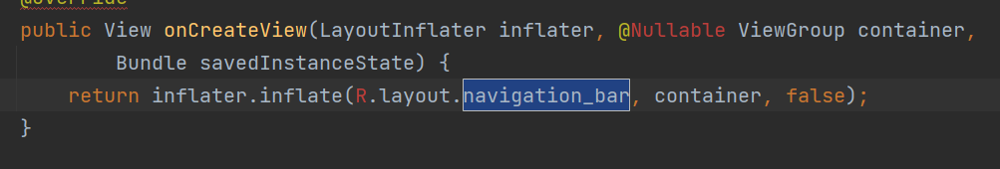 @Override
public View onCreateView(LayoutInflater inflater, @Nullable ViewGroup container,
Bundle savedInstanceState) {
return inflater.inflate(R.layout.navigation_bar, container, false);
}